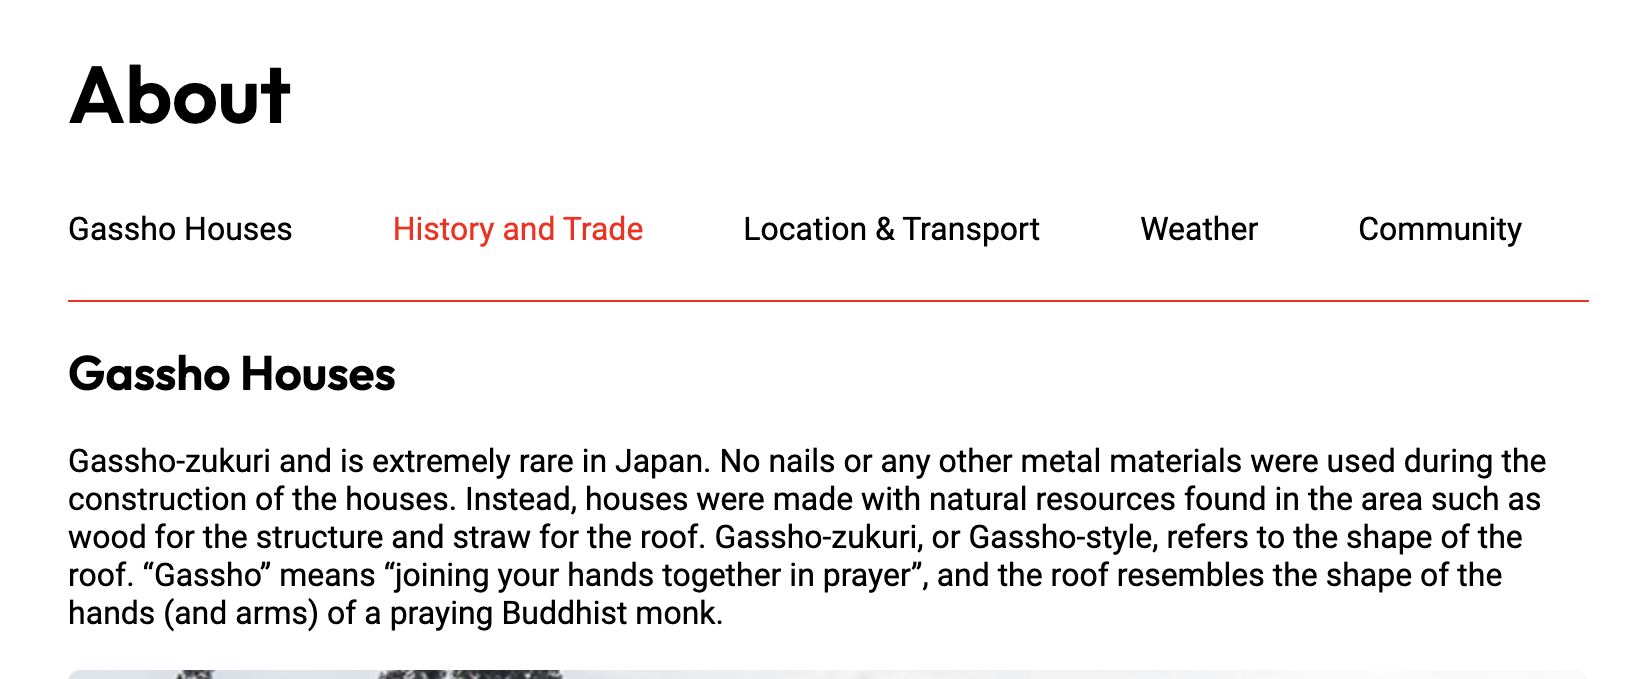 About
Gassho Houses History and Trade Location & Transport Weather Community
Gassho Houses
Gassho-zukuri and is extremely rare in Japan. No nails or any other metal materials were used during the
construction of the houses. Instead, houses were made with natural resources found in the area such as
wood for the structure and straw for the roof. Gassho-zukuri, or Gassho-style, refers to the shape of the
roof. “Gassho” means “joining your hands together in prayer”, and the roof resembles the shape of the
hands (and arms) of a praying Buddhist monk.